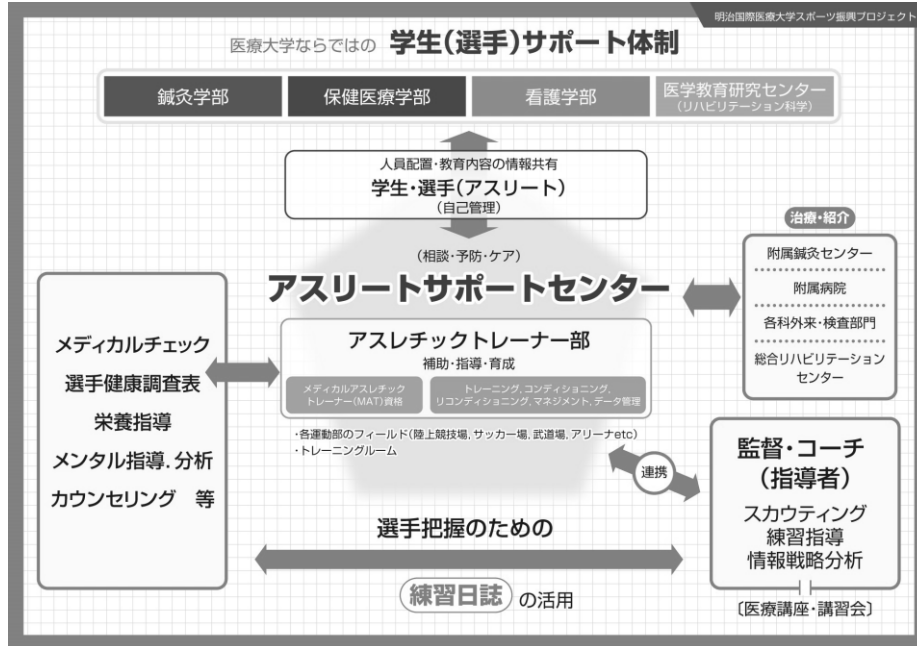 明治国際医療大学スポーツ振興プロジェクト
医療大学ならではの 学生(選手)サポート体制
鍼灸学部
保健医療学部
看護学部
医学教育研究センター
(リハビリテーション科学)
人員配置・教育内容の情報共有
学生・選手(アスリート)
(自己管理)
(相談・予防・ケア)
アスリートサポートセンター
治療・紹介
附属鍼灸センター
附属病院
各科外来・検査部門
総合リハビリテーション
センター
メディカルチェック
選手健康調査表
栄養指導
メンタル指導.分析
カウンセリング 等
アスレチックトレーナー部
補助・指導・育成
メディカルアスレチック
トレーナー(MAT)資格
トレーニング,コンディショニング,
リコンディショニング,マネジメント,データ管理
・各運動部のフィールド(陸上競技場,サッカー場,武道場,アリーナetc)
・トレーニングルーム
連携
監督・コーチ
(指導者)
スカウティング
練習指導
情報戦略分析
〔医療講座・講習会〕
選手把握のための
練習日誌 の活用